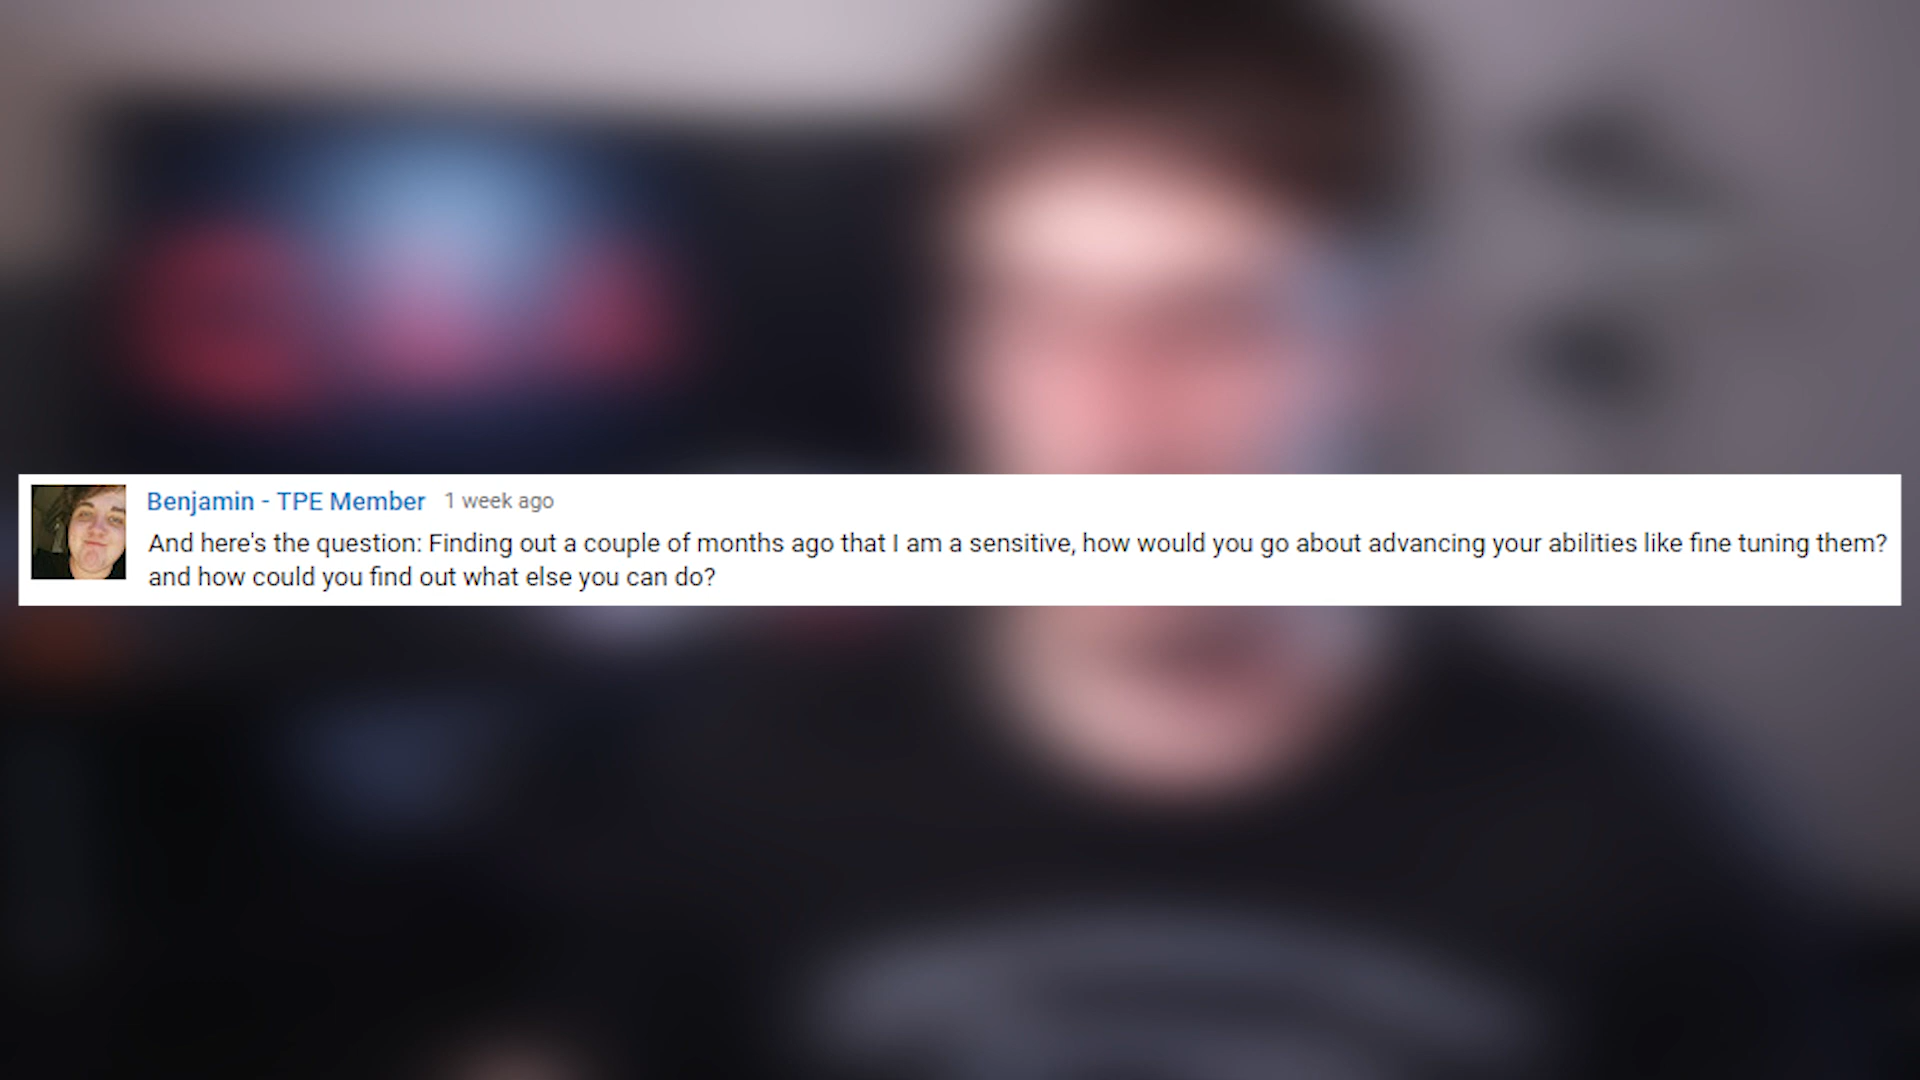 Benjamin - TPE Member 1 week ago
And here's the question: Finding out a couple of months ago that I am a sensitive, how would you go about advancing your abilities like fine tuning them?
and how could you find out what else you can do?